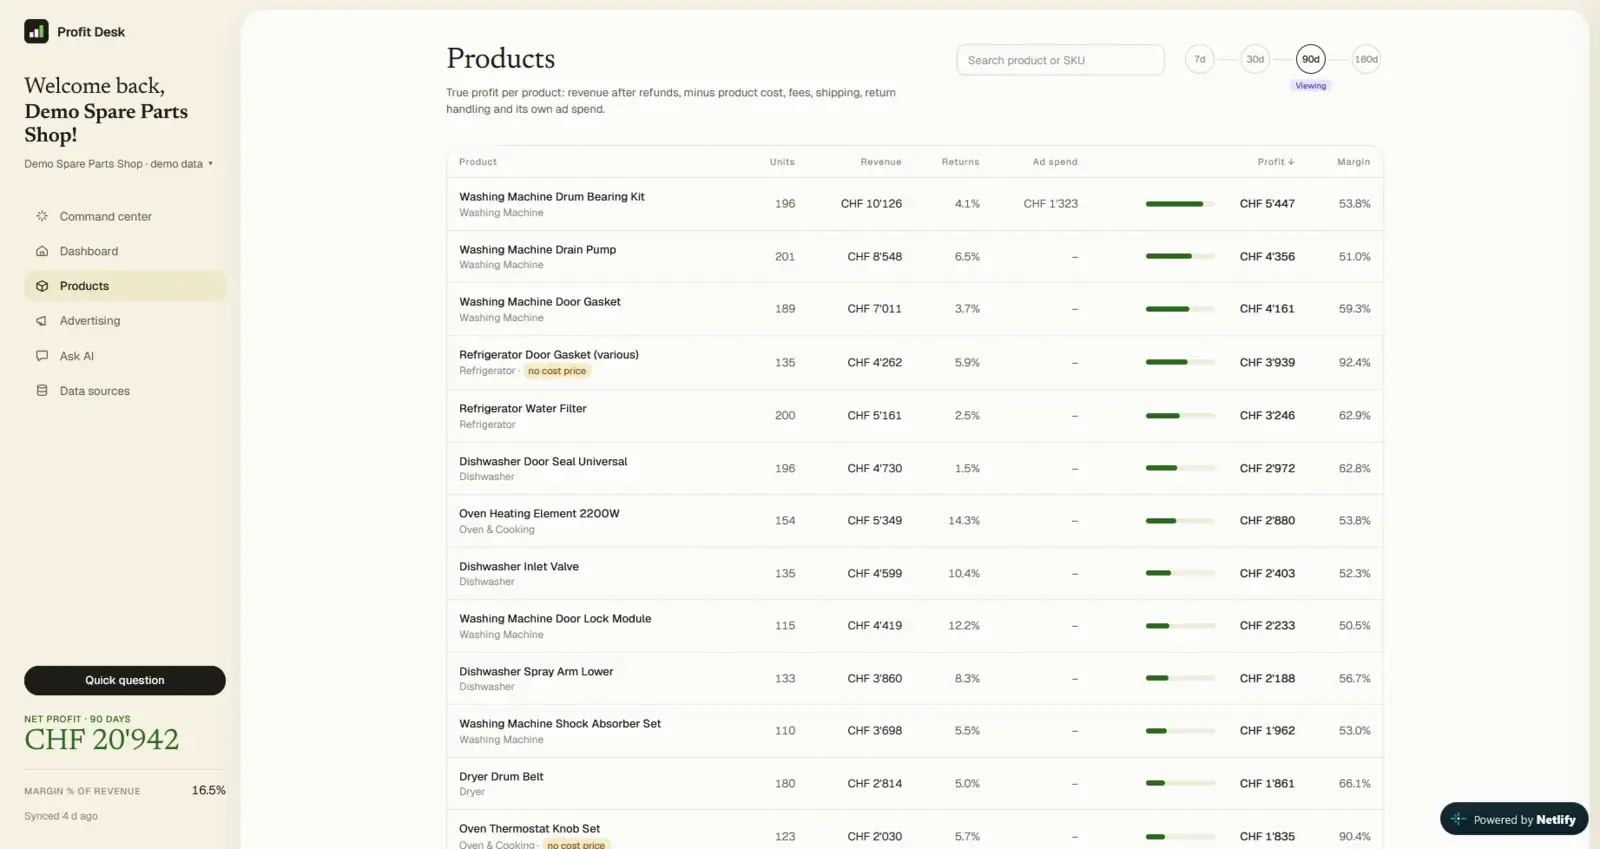 Profit Desk
Welcome back,
Demo Spare Parts
Shop!
Demo Spare Parts Shop · demo data ▾
Command center
Dashboard
Products
Advertising
Ask AI
Data sources
Quick question
NET PROFIT · 90 DAYS
CHF 20'942
MARGIN % OF REVENUE 16.5%
Synced 4 d ago
Products
True profit per product: revenue after refunds, minus product cost, fees, shipping, return
handling and its own ad spend.
Search product or SKU
7d 30d 90d 180d
Viewing
Product Units Revenue Returns Ad spend Profit ↓ Margin
Washing Machine Drum Bearing Kit
Washing Machine
196 CHF 10'126 4.1% CHF 1'323 CHF 5'447 53.8%
Washing Machine Drain Pump
Washing Machine
201 CHF 8'548 6.5% – CHF 4'356 51.0%
Washing Machine Door Gasket
Washing Machine
189 CHF 7'011 3.7% – CHF 4'161 59.3%
Refrigerator Door Gasket (various)
Refrigerator · no cost price
135 CHF 4'262 5.9% – CHF 3'939 92.4%
Refrigerator Water Filter
Refrigerator
200 CHF 5'161 2.5% – CHF 3'246 62.9%
Dishwasher Door Seal Universal
Dishwasher
196 CHF 4'730 1.5% – CHF 2'972 62.8%
Oven Heating Element 2200W
Oven & Cooking
154 CHF 5'349 14.3% – CHF 2'880 53.8%
Dishwasher Inlet Valve
Dishwasher
135 CHF 4'599 10.4% – CHF 2'403 52.3%
Washing Machine Door Lock Module
Washing Machine
115 CHF 4'419 12.2% – CHF 2'233 50.5%
Dishwasher Spray Arm Lower
Dishwasher
133 CHF 3'860 8.3% – CHF 2'188 56.7%
Washing Machine Shock Absorber Set
Washing Machine
110 CHF 3'698 5.5% – CHF 1'962 53.0%
Dryer Drum Belt
Dryer
180 CHF 2'814 5.0% – CHF 1'861 66.1%
Oven Thermostat Knob Set
Oven & Cooking · no cost price
123 CHF 2'030 5.7% – CHF 1'835 90.4%
Powered by Netlify